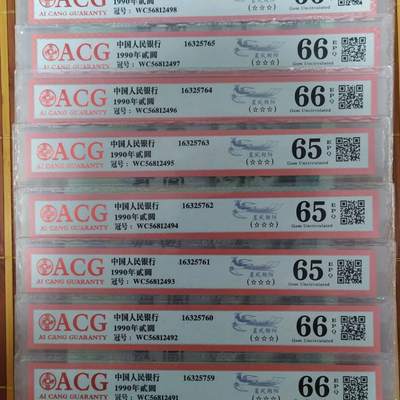 AI CANG GUARANTY
冠号: WC56812498
(☆☆☆)
Gem Uncirculated
ACG
AI CANG GUARANTY
中国人民银行
1990年贰圆
冠号: WC56812497
16325765
(☆☆☆)
66
EPQ
Gem Uncirculated
ACG
AI CANG GUARANTY
中国人民银行
1990年贰圆
冠号: WC56812496
16325764
(☆☆☆)
66
EPQ
Gem Uncirculated
ACG
AI CANG GUARANTY
中国人民银行
1990年贰圆
冠号: WC56812495
16325763
(☆☆☆)
65
EPQ
Gem Uncirculated
ACG
AI CANG GUARANTY
中国人民银行
1990年贰圆
冠号: WC56812494
16325762
(☆☆☆)
65
EPQ
Gem Uncirculated
ACG
AI CANG GUARANTY
中国人民银行
1990年贰圆
冠号: WC56812493
16325761
(☆☆☆)
65
EPQ
Gem Uncirculated
ACG
AI CANG GUARANTY
中国人民银行
1990年贰圆
冠号: WC56812492
16325760
(☆☆☆)
66
EPQ
Gem Uncirculated
ACG
AI CANG GUARANTY
中国人民银行
1990年贰圆
冠号: WC56812491
16325759
(☆☆☆)
66
EPQ
Gem Uncirculated